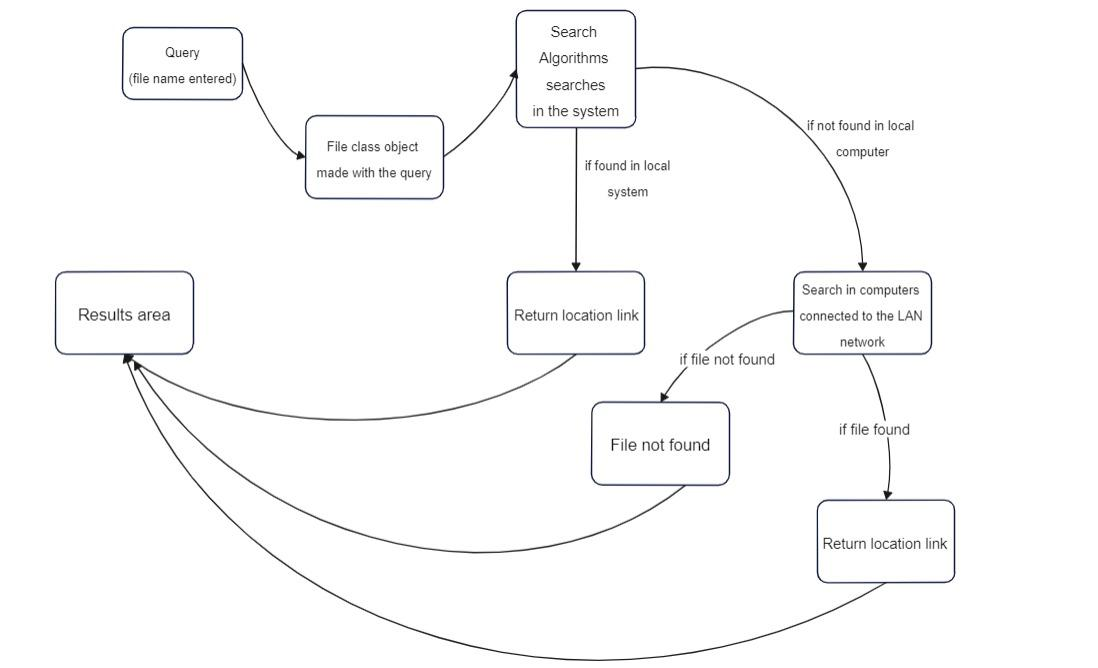 Query
(file name entered)
Search
Algorithms
searches
in the system
File class object
made with the query
if not found in local
computer
if found in local
system
Results area
Return location link
Search in computers
connected to the LAN
network
if file not found
File not found
if file found
Return location link